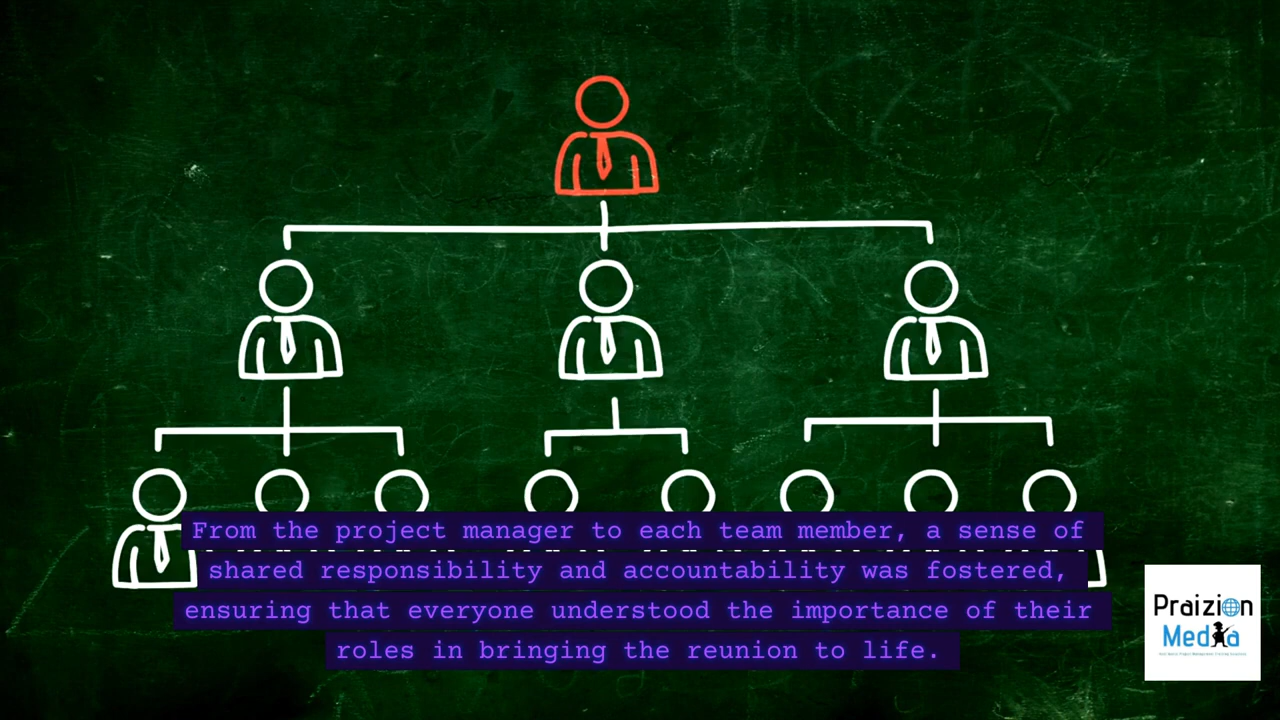 From the project manager to each team member, a sense of
shared responsibility and accountability was fostered,
ensuring that everyone understood the importance of their
roles in bringing the reunion to life.
Praizion
Media